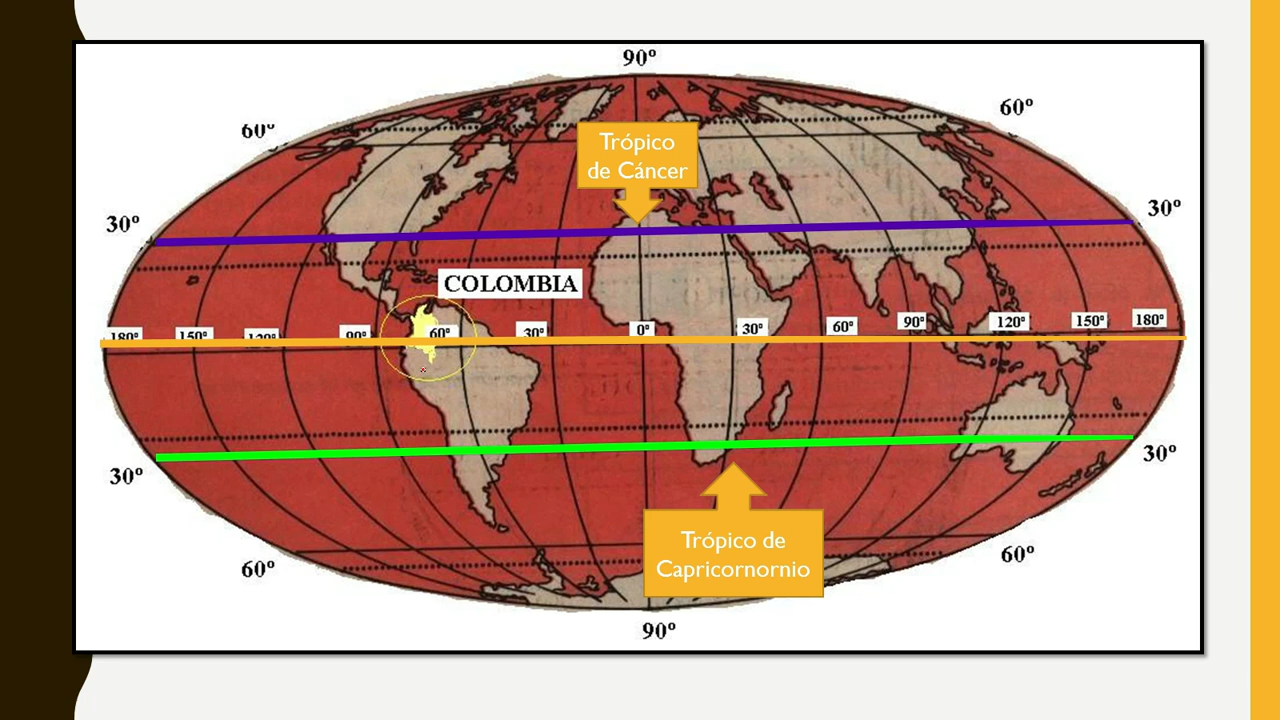 90º
60º
60º
Trópico
de Cáncer
30º
30º
COLOMBIA
180º 150º 120º 90º 60º 30º 0º 30º 60º 90º 120º 150º 180º
30º
30º
Trópico de
Capricornornio
60º
60º
90º